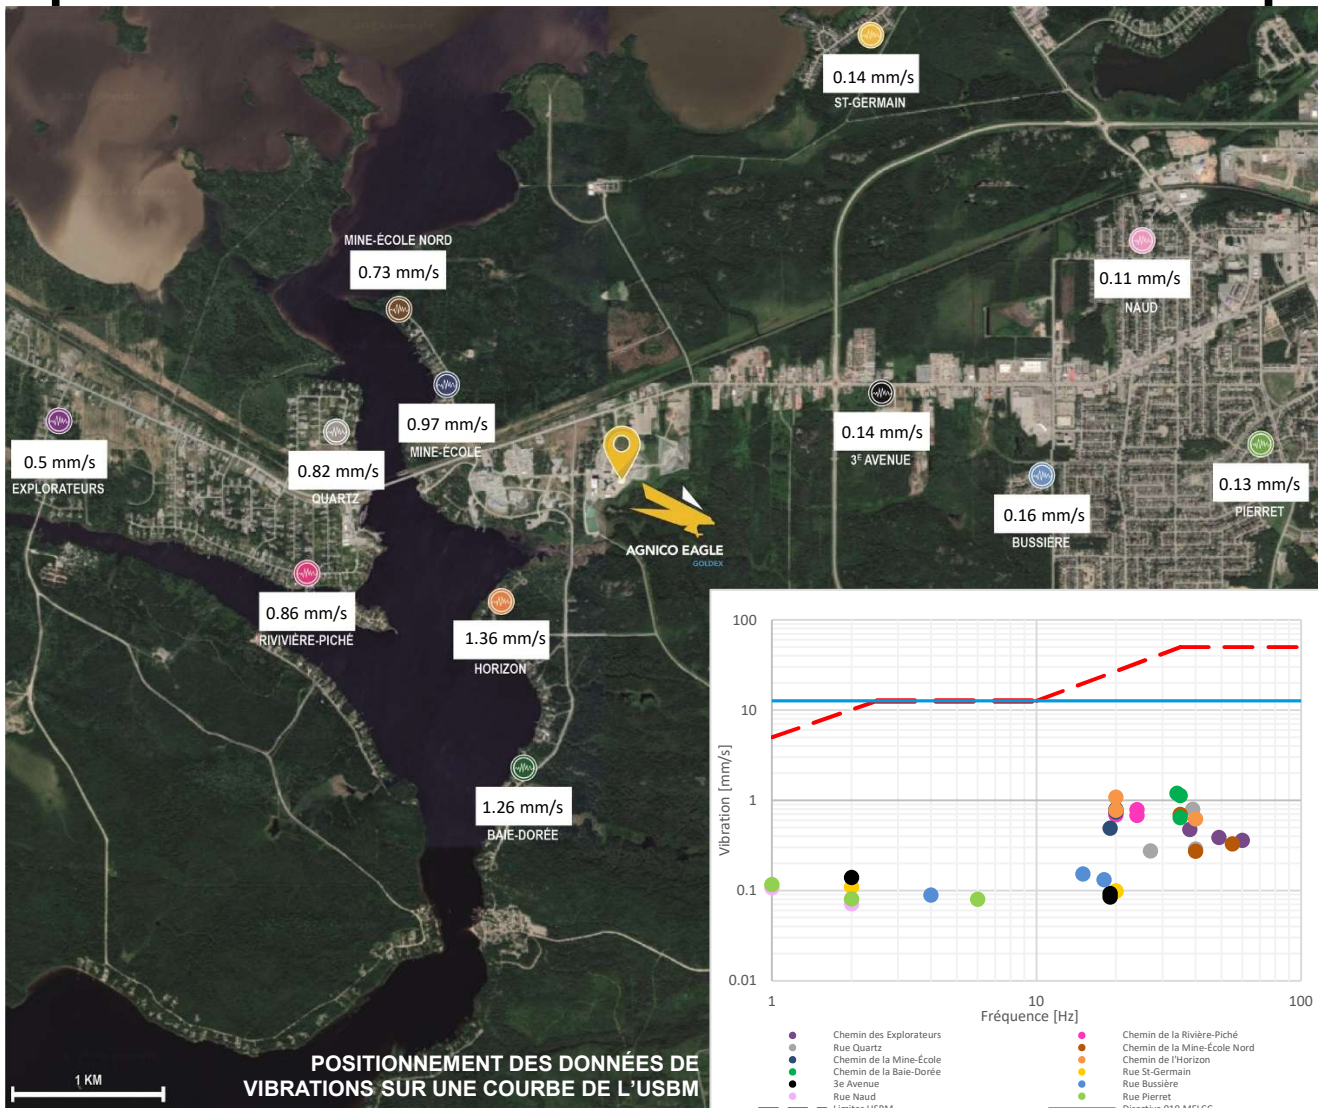 0.14 mm/s
ST-GERMAIN
MINE-ÉCOLE NORD
0.73 mm/s
0.11 mm/s
NAUD
0.97 mm/s
MINE-ÉCOLE
0.5 mm/s
EXPLORATEURS
0.82 mm/s
QUARTZ
0.14 mm/s
3E AVENUE
0.13 mm/s
PIERRET
0.16 mm/s
BUSSIÈRE
AGNICO EAGLE
GOLDEX
0.86 mm/s
RIVIVIÈRE-PICHÉ
1.36 mm/s
HORIZON
1.26 mm/s
BAIE-DORÉE
1 KM
POSITIONNEMENT DES DONNÉES DE
VIBRATIONS SUR UNE COURBE DE L'USBM
100
10
1
0.1
0.01
Vibration [mm/s]
1 10 100
Fréquence [Hz]
Chemin des Explorateurs
Chemin de la Rivière-Piché
Rue Quartz
Chemin de la Mine-École Nord
Chemin de la Mine-École
Chemin de l'Horizon
Chemin de la Baie-Dorée
Rue St-Germain
3e Avenue
Rue Bussière
Rue Naud
Rue Pierret
Limites USBM
Directive 019 MELCC